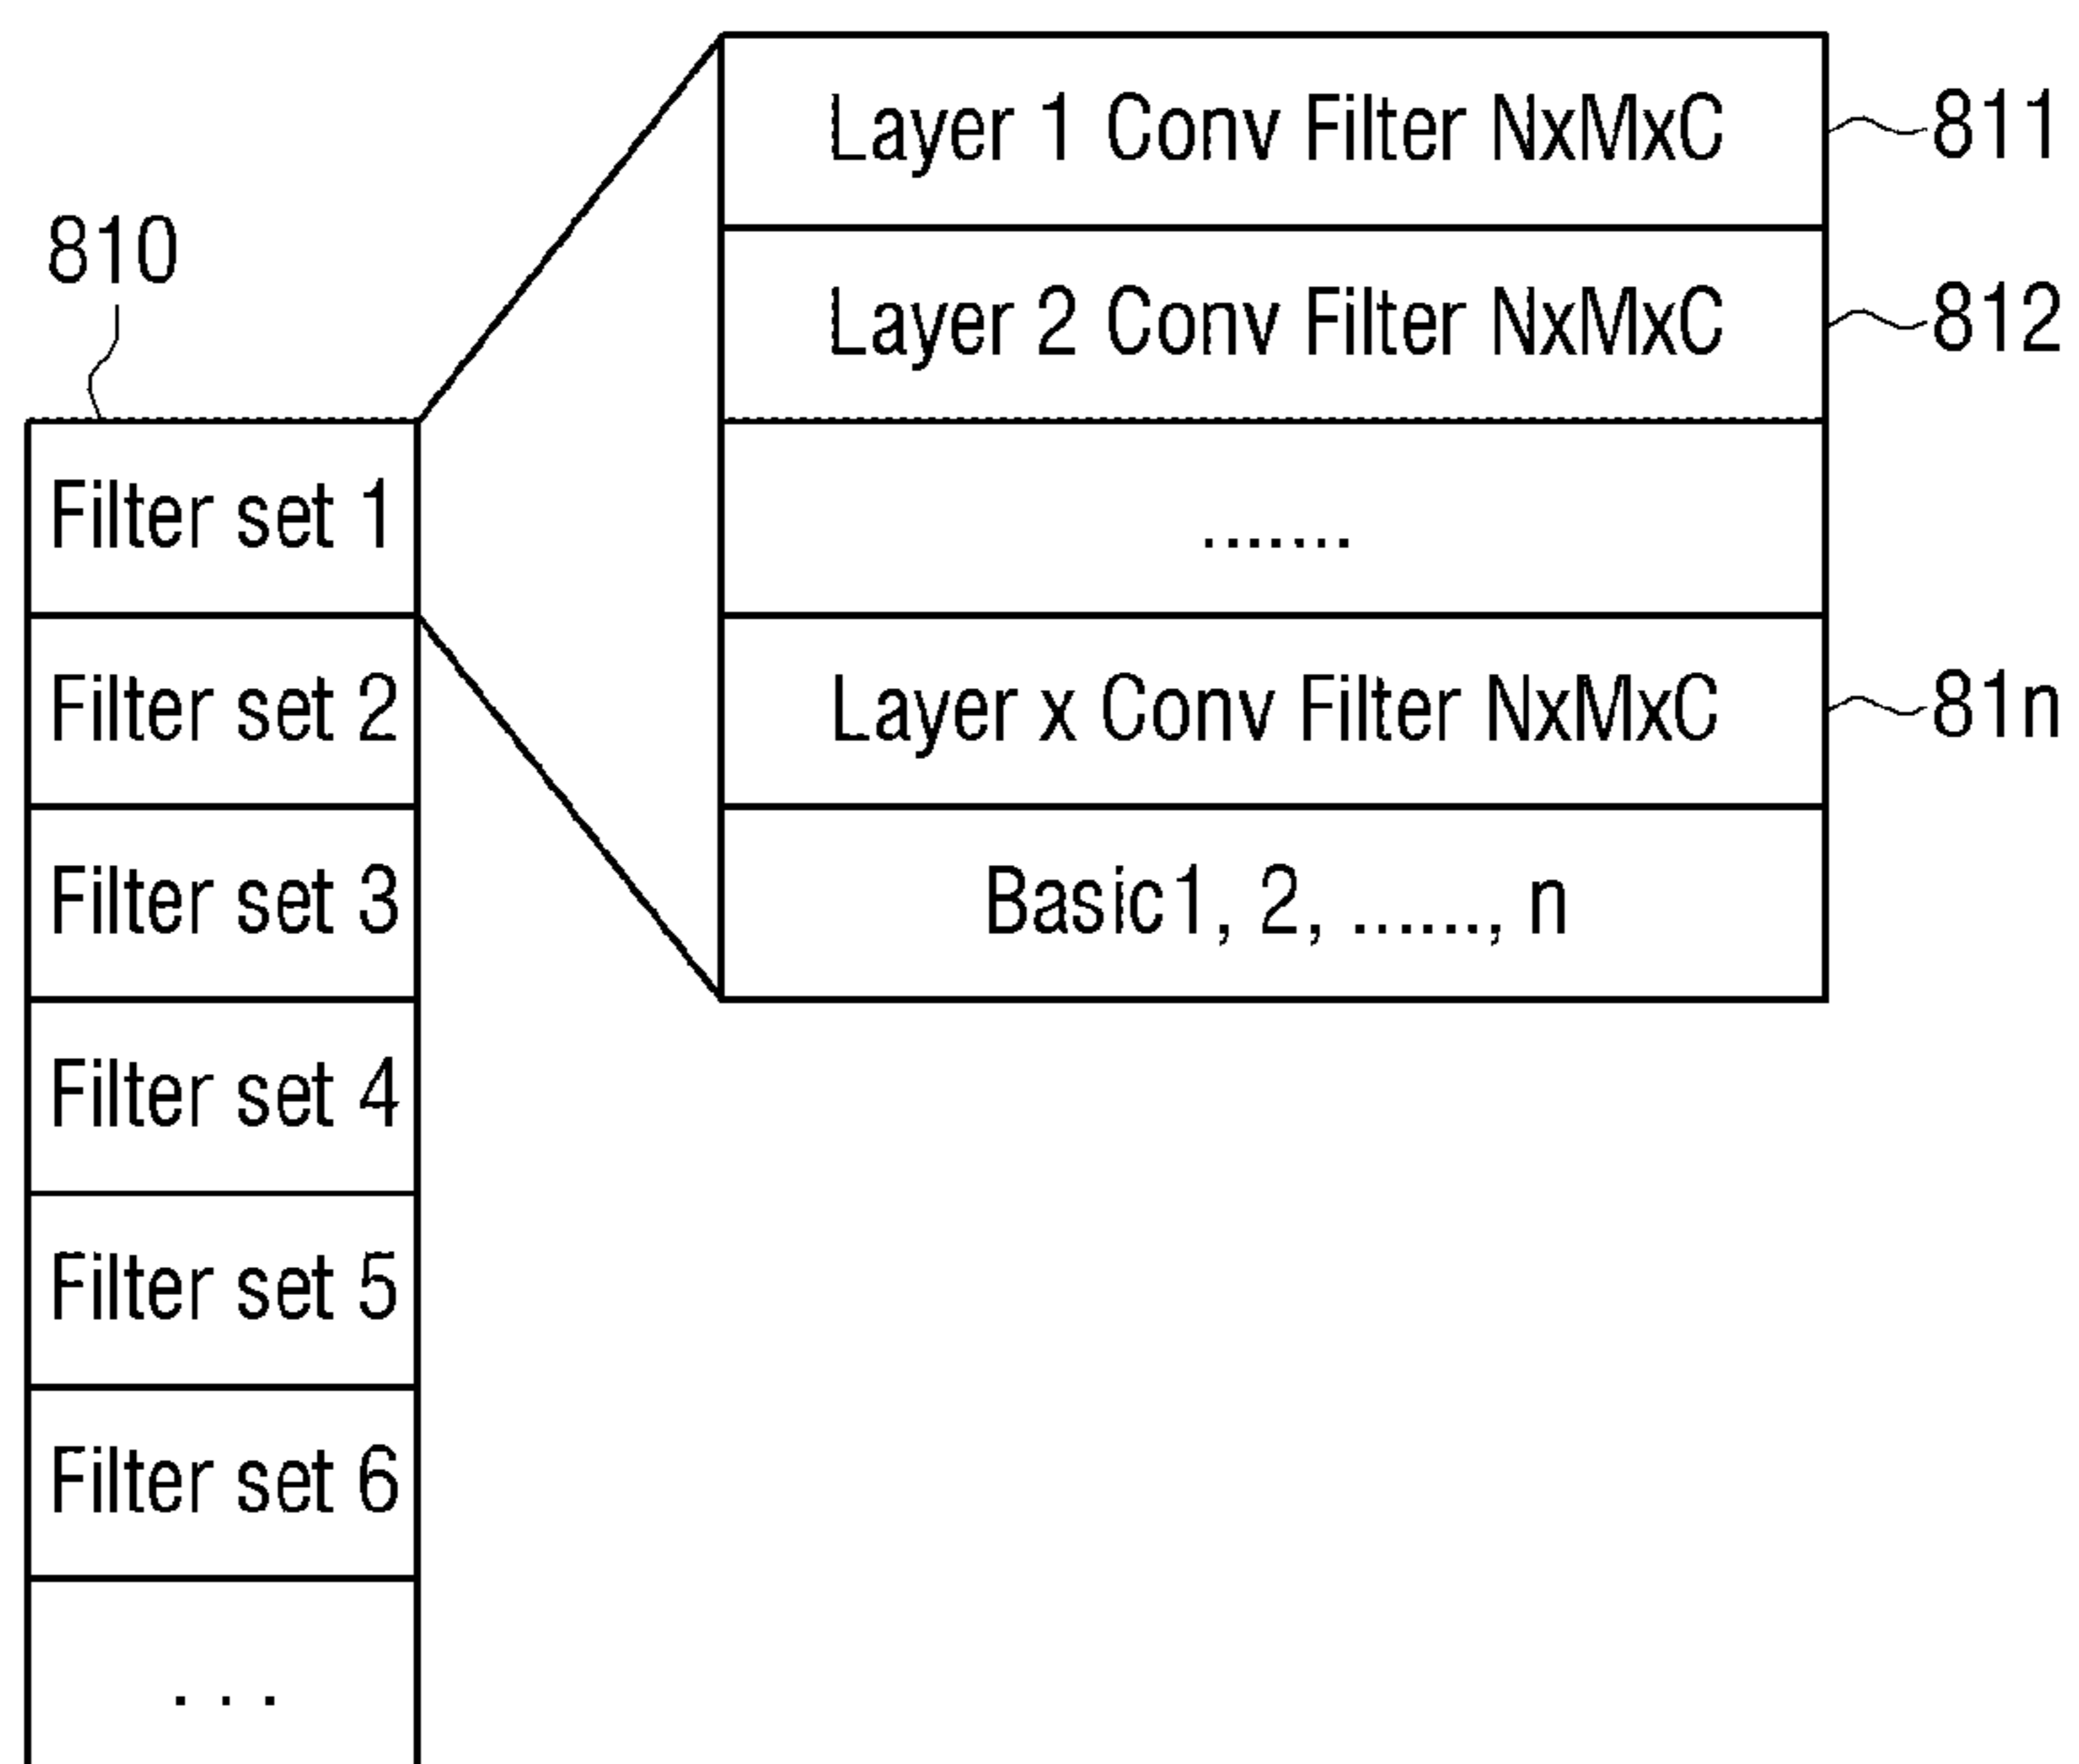 810
Filter set 1
Filter set 2
Filter set 3
Filter set 4
Filter set 5
Filter set 6
. . .
Layer 1 Conv Filter NxMxC
811
Layer 2 Conv Filter NxMxC
812
.......
Layer x Conv Filter NxMxC
81n
Basic1, 2, ......, n